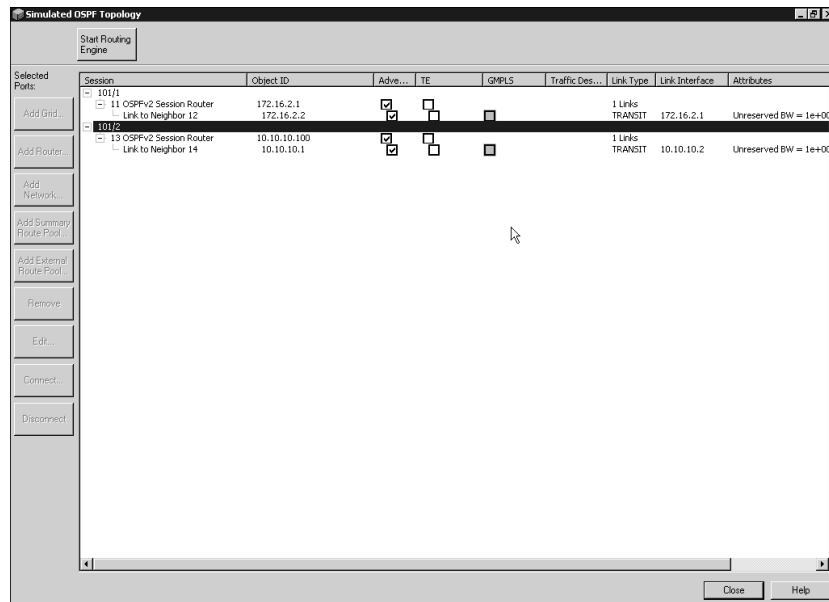 Simulated OSPF Topology
Start Routing
Engine
Selected
Ports:
Session Object ID Adve... TE GMPLS Traffic Des... Link Type Link Interface Attributes
101/1
11 OSPFv2 Session Router 172.16.2.1 1 Links
Link to Neighbor 12 172.16.2.2 TRANSIT 172.16.2.1 Unreserved BW = 1e+00
101/2
13 OSPFv2 Session Router 10.10.10.100 1 Links
Link to Neighbor 14 10.10.10.1 TRANSIT 10.10.10.2 Unreserved BW = 1e+00
Add Grid...
Add Router...
Add
Network...
Add Summary
Route Pool...
Add External
Route Pool...
Remove
Edit...
Connect...
Disconnect
Close Help